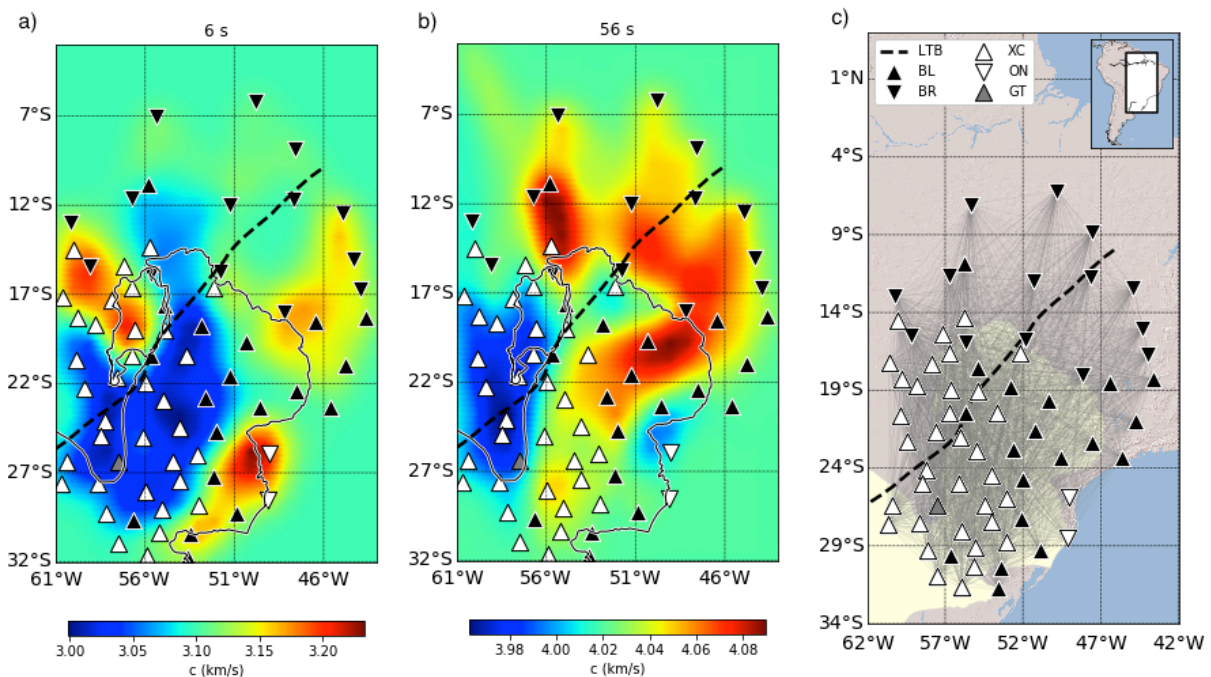 a)
6 s
7°S
12°S
17°S
22°S
27°S
32°S
61°W
56°W
51°W
46°W
3.00
3.05
3.10
3.15
3.20
c (km/s)
b)
56 s
7°S
12°S
17°S
22°S
27°S
32°S
61°W
56°W
51°W
46°W
3.98
4.00
4.02
4.04
4.06
4.08
c (km/s)
c)
LTB
BL
BR
XC
ON
GT
1°N
4°S
9°S
14°S
19°S
24°S
29°S
34°S
62°W
57°W
52°W
47°W
42°W